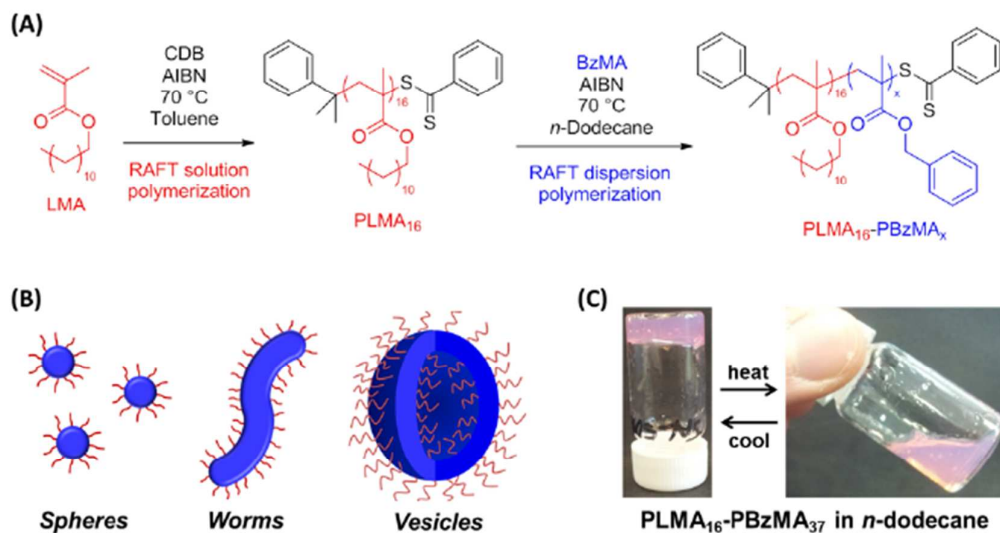 (A)
CDB
AIBN
70 °C
Toluene
RAFT solution
polymerization
O
O
10
LMA
16
S
S
O
O
10
PLMA₁₆
BzMA
AIBN
70 °C
n-Dodecane
RAFT dispersion
polymerization
16
x
S
S
O
O
O
O
10
PLMA₁₆-PBzMAₓ
(B)
Spheres
Worms
Vesicles
(C)
heat
cool
PLMA₁₆-PBzMA₃₇ in n-dodecane